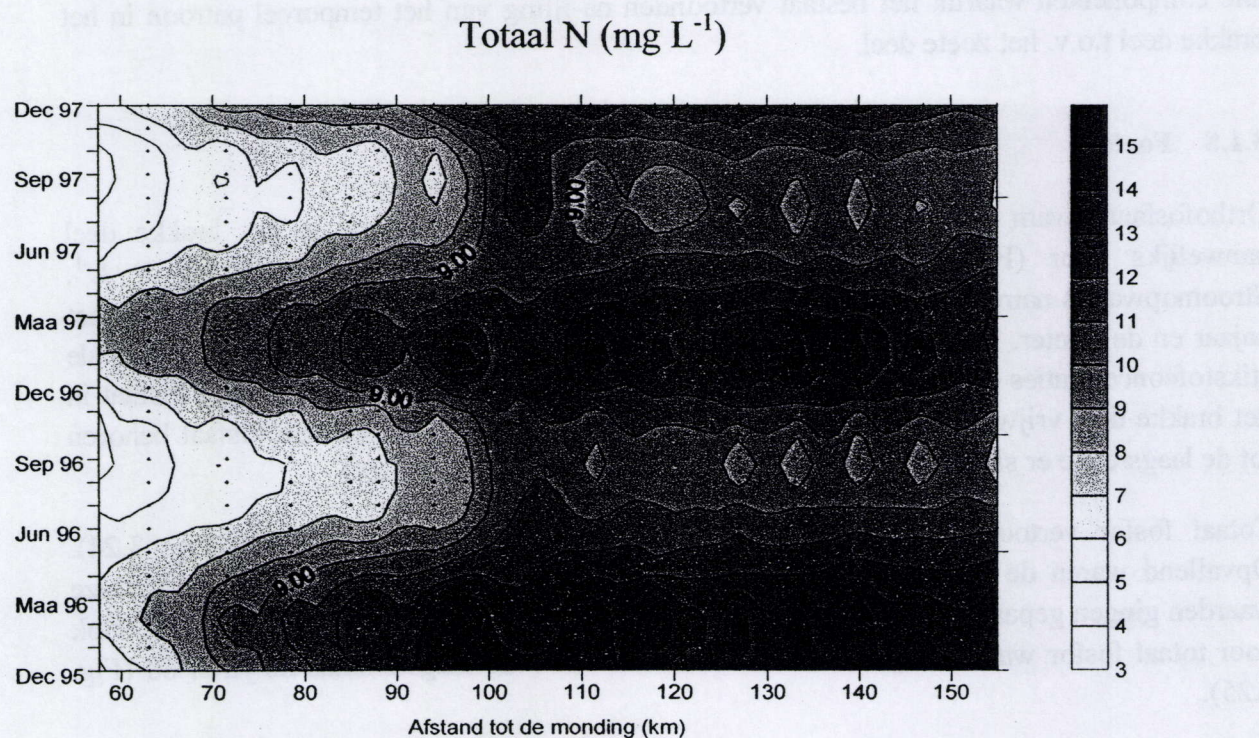 Totaal N (mg L⁻¹)
Dec 97
Sep 97
Jun 97
Maa 97
Dec 96
Sep 96
Jun 96
Maa 96
Dec 95
9.00
9.00
9.00
9.00
60 70 80 90 100 110 120 130 140 150
Afstand tot de monding (km)
15
14
13
12
11
10
9
8
7
6
5
4
3